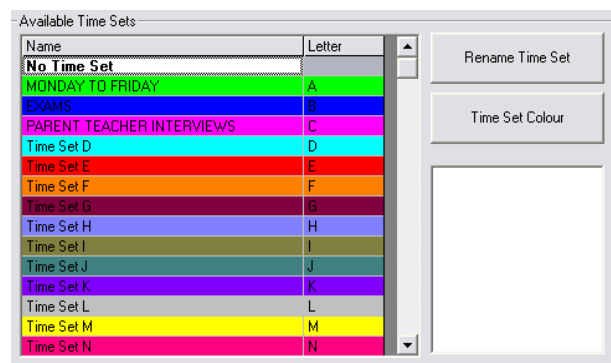 Available Time Sets
Name Letter
No Time Set
MONDAY TO FRIDAY A
EXAMS B
PARENT TEACHER INTERVIEWS C
Time Set D D
Time Set E E
Time Set F F
Time Set G G
Time Set H H
Time Set I I
Time Set J J
Time Set K K
Time Set L L
Time Set M M
Time Set N N
Rename Time Set
Time Set Colour